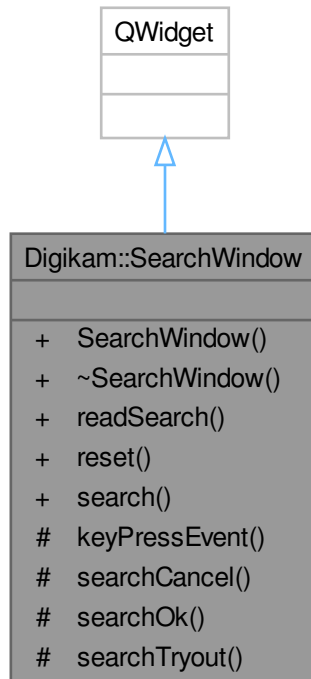 QWidget
Digikam::SearchWindow
+ SearchWindow()
+ ~SearchWindow()
+ readSearch()
+ reset()
+ search()
# keyPressEvent()
# searchCancel()
# searchOk()
# searchTryout()